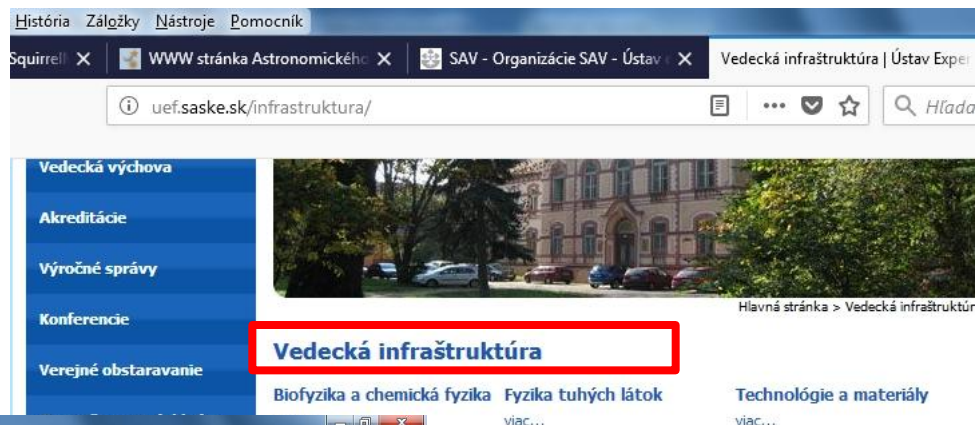 História Záložky Nástroje Pomocník
Squirrel WWW stránka Astronomického SAV - Organizácie SAV - Ústav Vedecká infraštruktúra | Ústav Exper
uef.saske.sk/infrastruktura/ Hľada
Vedecká výchova
Akreditácie
Výročné správy
Konferencie
Verejné obstaravanie
Hlavná stránka > Vedecká infraštruktúr
Vedecká infraštruktúra
Biofyzika a chemická fyzika Fyzika tuhých látok Technológie a materiály
viac... viac...